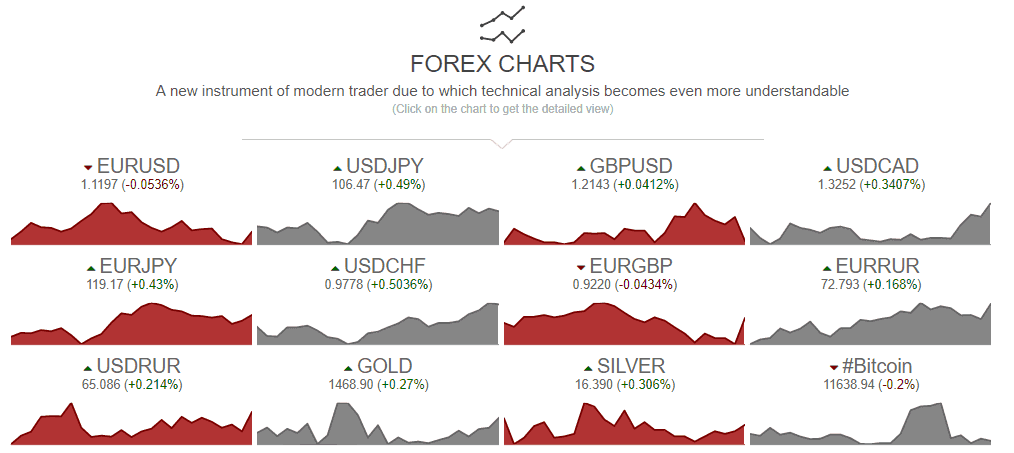 FOREX CHARTS
A new instrument of modern trader due to which technical analysis becomes even more understandable
(Click on the chart to get the detailed view)
EURUSD
1.1197 (-0.0536%)
USDJPY
106.47 (+0.49%)
GBPUSD
1.2143 (+0.0412%)
USDCAD
1.3252 (+0.3407%)
EURJPY
119.17 (+0.43%)
USDCHF
0.9778 (+0.5036%)
EURGBP
0.9220 (-0.0434%)
EURRUR
72.793 (+0.168%)
USDRUR
65.086 (+0.214%)
GOLD
1468.90 (+0.27%)
SILVER
16.390 (+0.306%)
#Bitcoin
11638.94 (-0.2%)